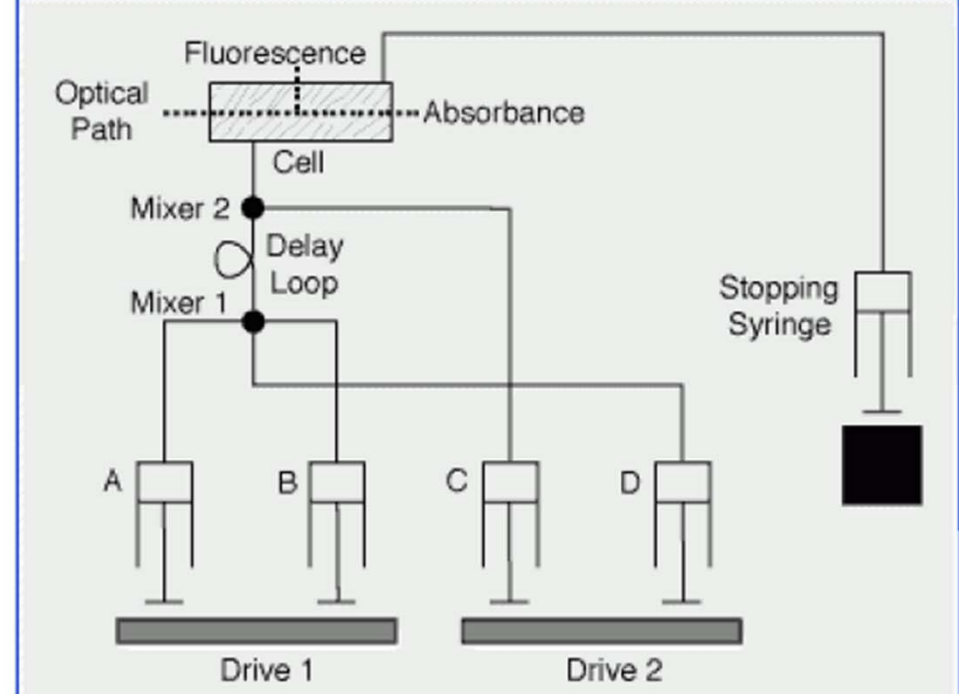 Fluorescence
Optical
Path
Absorbance
Cell
Mixer 2
Delay
Loop
Mixer 1
Stopping
Syringe
A
B
C
D
Drive 1
Drive 2